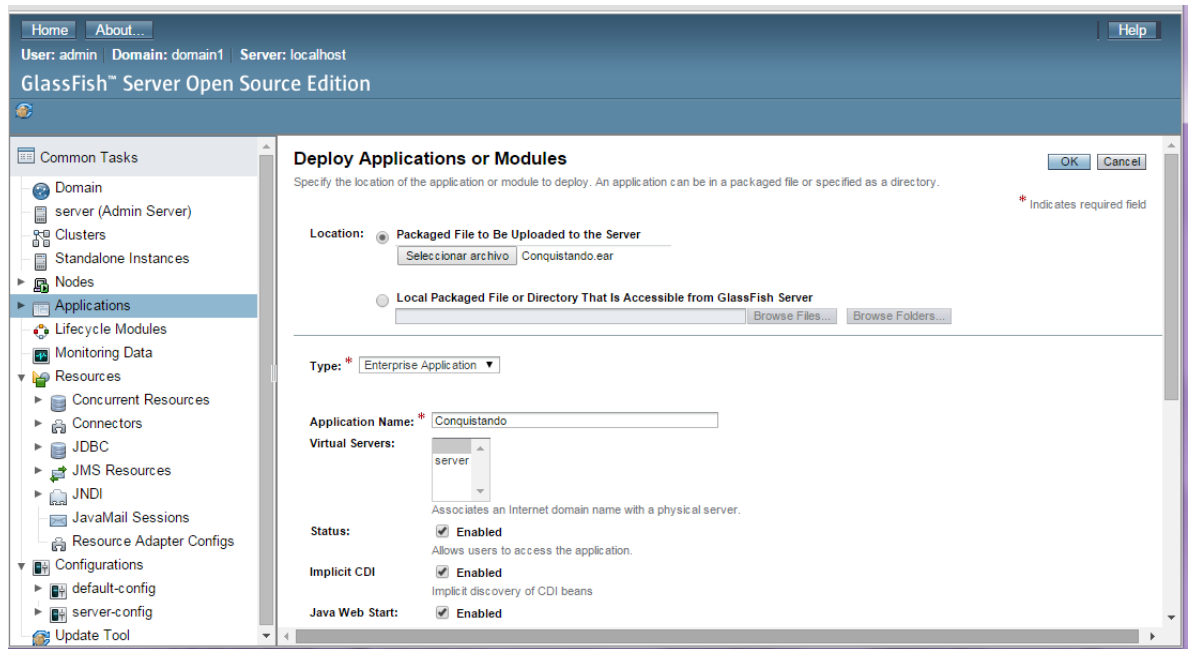 Home About... Help
User: admin Domain: domain1 Server: localhost
GlassFish™ Server Open Source Edition
Common Tasks
Domain
server (Admin Server)
Clusters
Standalone Instances
Nodes
Applications
Lifecycle Modules
Monitoring Data
Resources
Concurrent Resources
Connectors
JDBC
JMS Resources
JNDI
JavaMail Sessions
Resource Adapter Configs
Configurations
default-config
server-config
Update Tool
Deploy Applications or Modules
OK Cancel
Specify the location of the application or module to deploy. An application can be in a packaged file or specified as a directory.
* Indicates required field
Location: Packaged File to Be Uploaded to the Server
Seleccionar archivo Conquistando.ear
Local Packaged File or Directory That Is Accessible from GlassFish Server
Browse Files... Browse Folders...
Type: * Enterprise Application
Application Name: * Conquistando
Virtual Servers:
server
Associates an Internet domain name with a physical server.
Status: Enabled
Allows users to access the application.
Implicit CDI Enabled
Implicit discovery of CDI beans
Java Web Start: Enabled